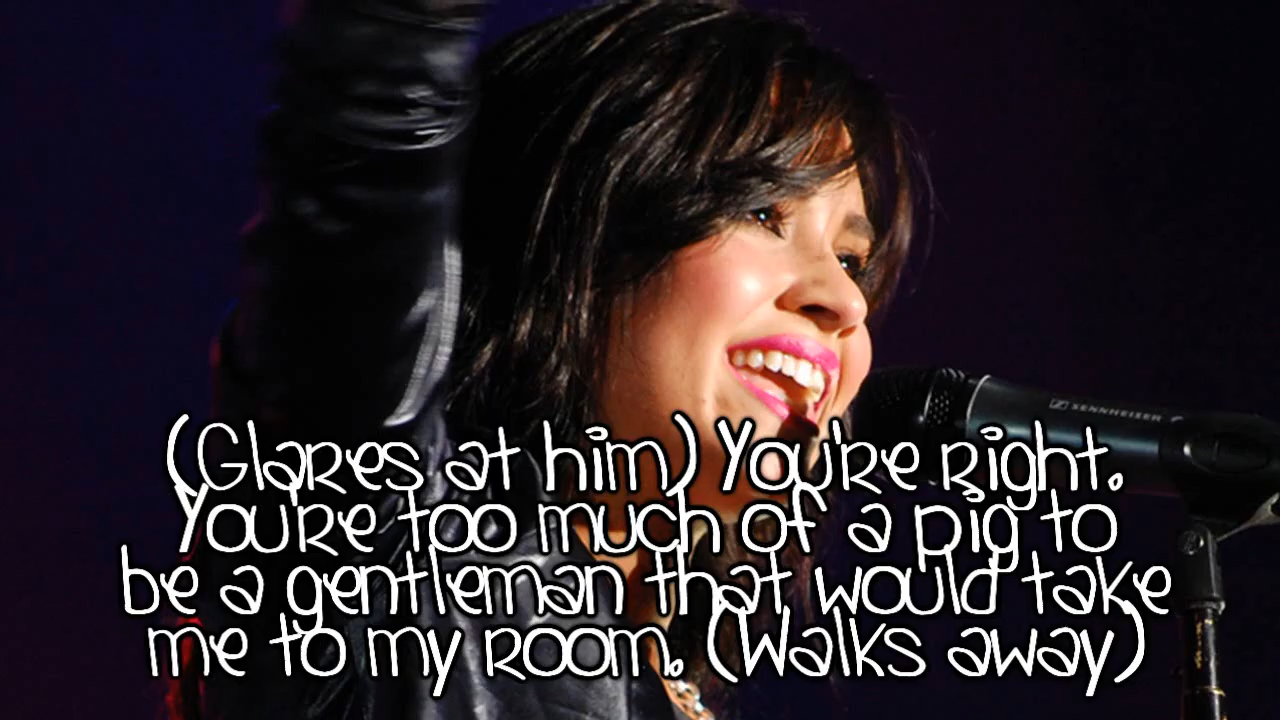 SENNHEISER
(Glares at him) You're right.
You're too much of a pig to
be a gentleman that would take
me to my room. (Walks away)